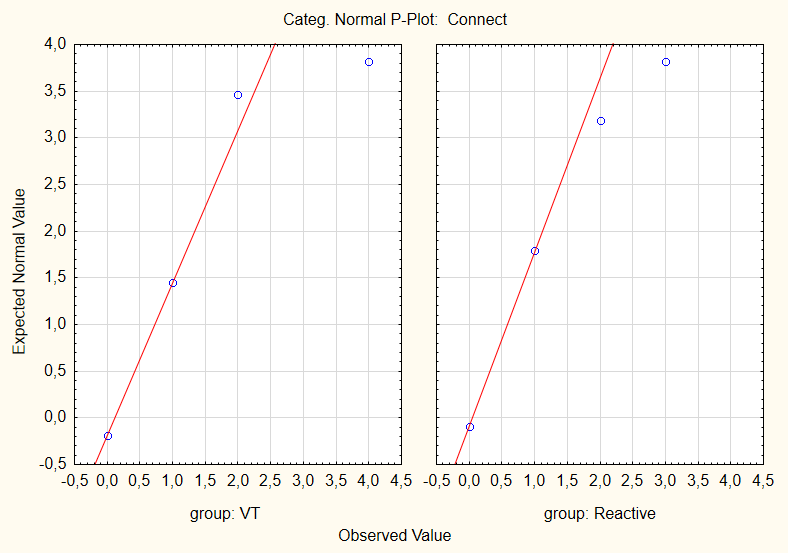 Categ. Normal P-Plot:  Connect
Expected Normal Value
4,0
3,5
3,0
2,5
2,0
1,5
1,0
0,5
0,0
-0,5
-0,5 0,0 0,5 1,0 1,5 2,0 2,5 3,0 3,5 4,0 4,5
group: VT
-0,5 0,0 0,5 1,0 1,5 2,0 2,5 3,0 3,5 4,0 4,5
group: Reactive
Observed Value